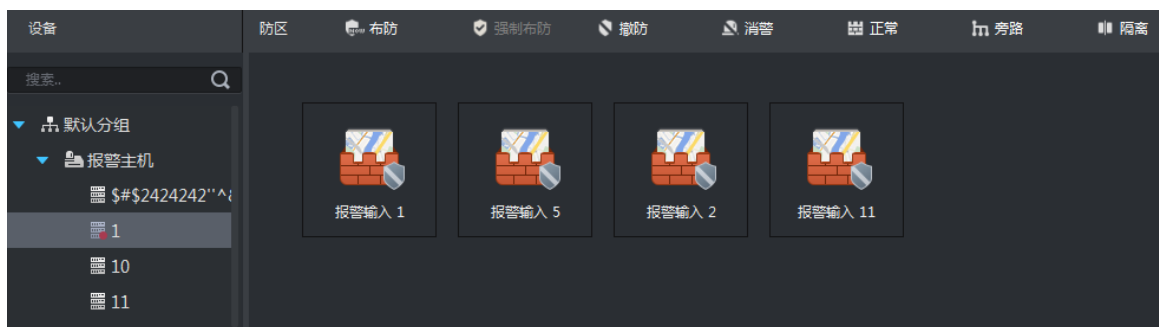 设备
防区 布防 强制布防 撤防 消警 正常 旁路 隔离
搜索..
默认分组
报警主机
$#$2424242''^&
1
10
11
报警输入 1 报警输入 5 报警输入 2 报警输入 11